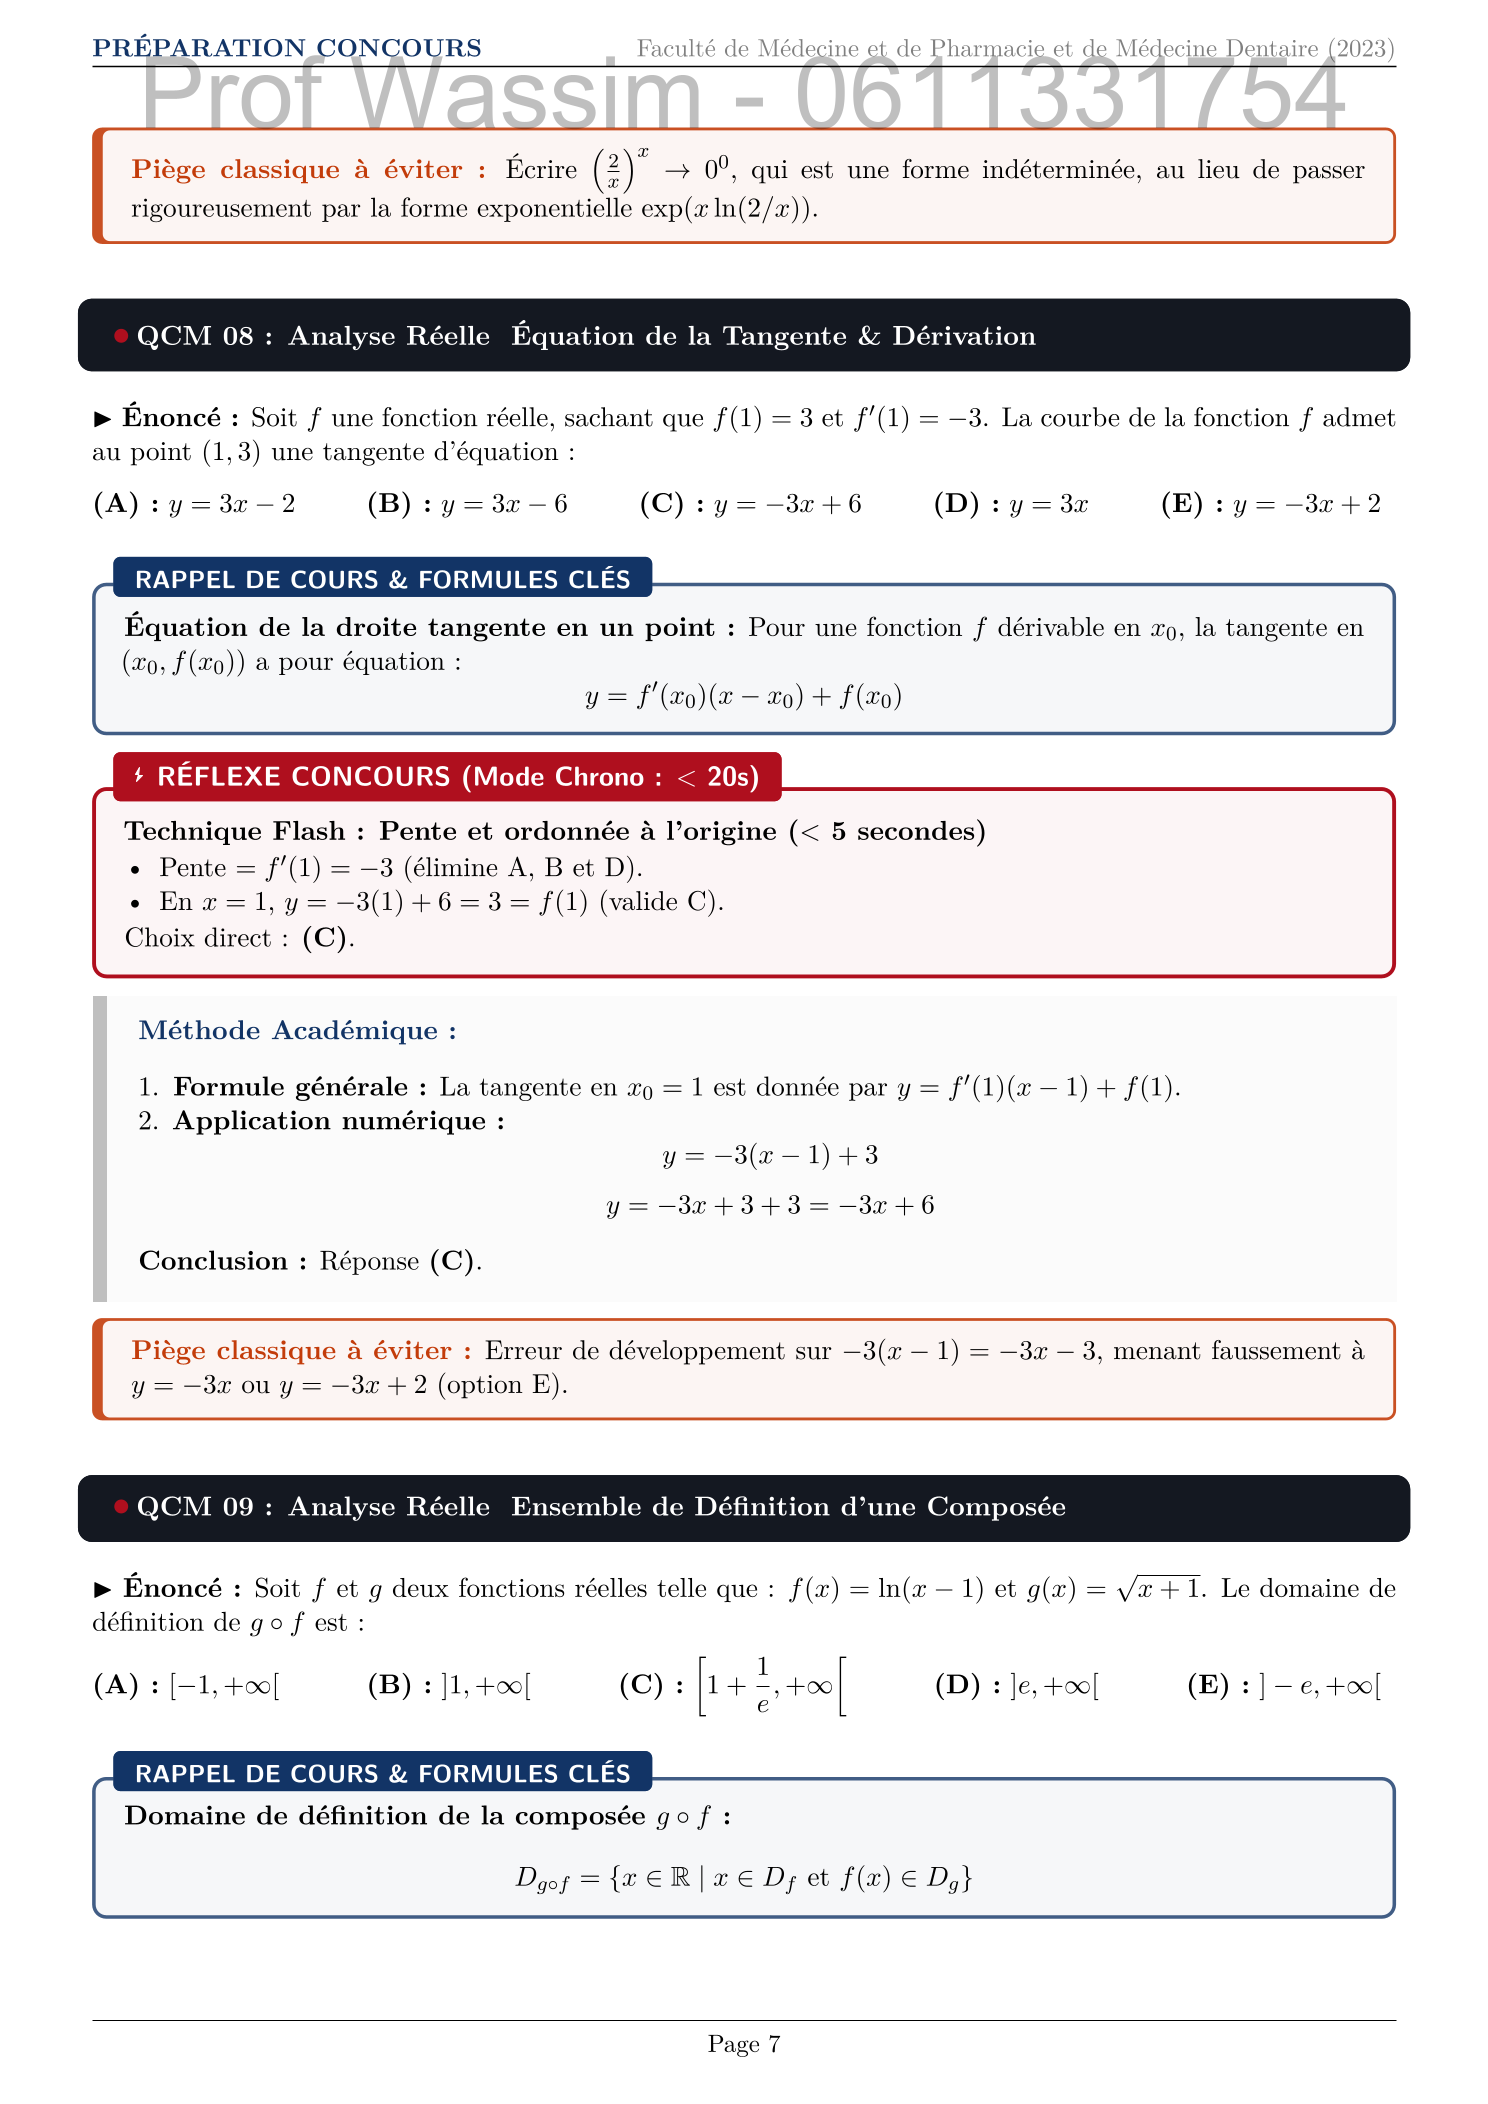 PRÉPARATION CONCOURS Faculté de Médecine et de Pharmacie et de Médecine Dentaire (2023)
Prof Wassim - 0611331754
Piège classique à éviter : Écrire (2/x)^x → 0^0, qui est une forme indéterminée, au lieu de passer
rigoureusement par la forme exponentielle exp(x ln(2/x)).
● QCM 08 : Analyse Réelle Équation de la Tangente & Dérivation
▶ Énoncé : Soit f une fonction réelle, sachant que f(1) = 3 et f′(1) = −3. La courbe de la fonction f admet
au point (1, 3) une tangente d'équation :
(A) : y = 3x − 2 (B) : y = 3x − 6 (C) : y = −3x + 6 (D) : y = 3x (E) : y = −3x + 2
RAPPEL DE COURS & FORMULES CLÉS
Équation de la droite tangente en un point : Pour une fonction f dérivable en x₀, la tangente en
(x₀, f(x₀)) a pour équation :
y = f′(x₀)(x − x₀) + f(x₀)
⚡ RÉFLEXE CONCOURS (Mode Chrono : < 20s)
Technique Flash : Pente et ordonnée à l'origine (< 5 secondes)
• Pente = f′(1) = −3 (élimine A, B et D).
• En x = 1, y = −3(1) + 6 = 3 = f(1) (valide C).
Choix direct : (C).
Méthode Académique :
1. Formule générale : La tangente en x₀ = 1 est donnée par y = f′(1)(x − 1) + f(1).
2. Application numérique :
y = −3(x − 1) + 3
y = −3x + 3 + 3 = −3x + 6
Conclusion : Réponse (C).
Piège classique à éviter : Erreur de développement sur −3(x − 1) = −3x − 3, menant faussement à
y = −3x ou y = −3x + 2 (option E).
● QCM 09 : Analyse Réelle Ensemble de Définition d'une Composée
▶ Énoncé : Soit f et g deux fonctions réelles telle que : f(x) = ln(x − 1) et g(x) = √(x + 1). Le domaine de
définition de g ∘ f est :
(A) : [−1, +∞[ (B) : ]1, +∞[ (C) : [1 + 1/e, +∞[ (D) : ]e, +∞[ (E) : ] − e, +∞[
RAPPEL DE COURS & FORMULES CLÉS
Domaine de définition de la composée g ∘ f :
D_{g∘f} = {x ∈ ℝ | x ∈ D_f et f(x) ∈ D_g}
Page 7